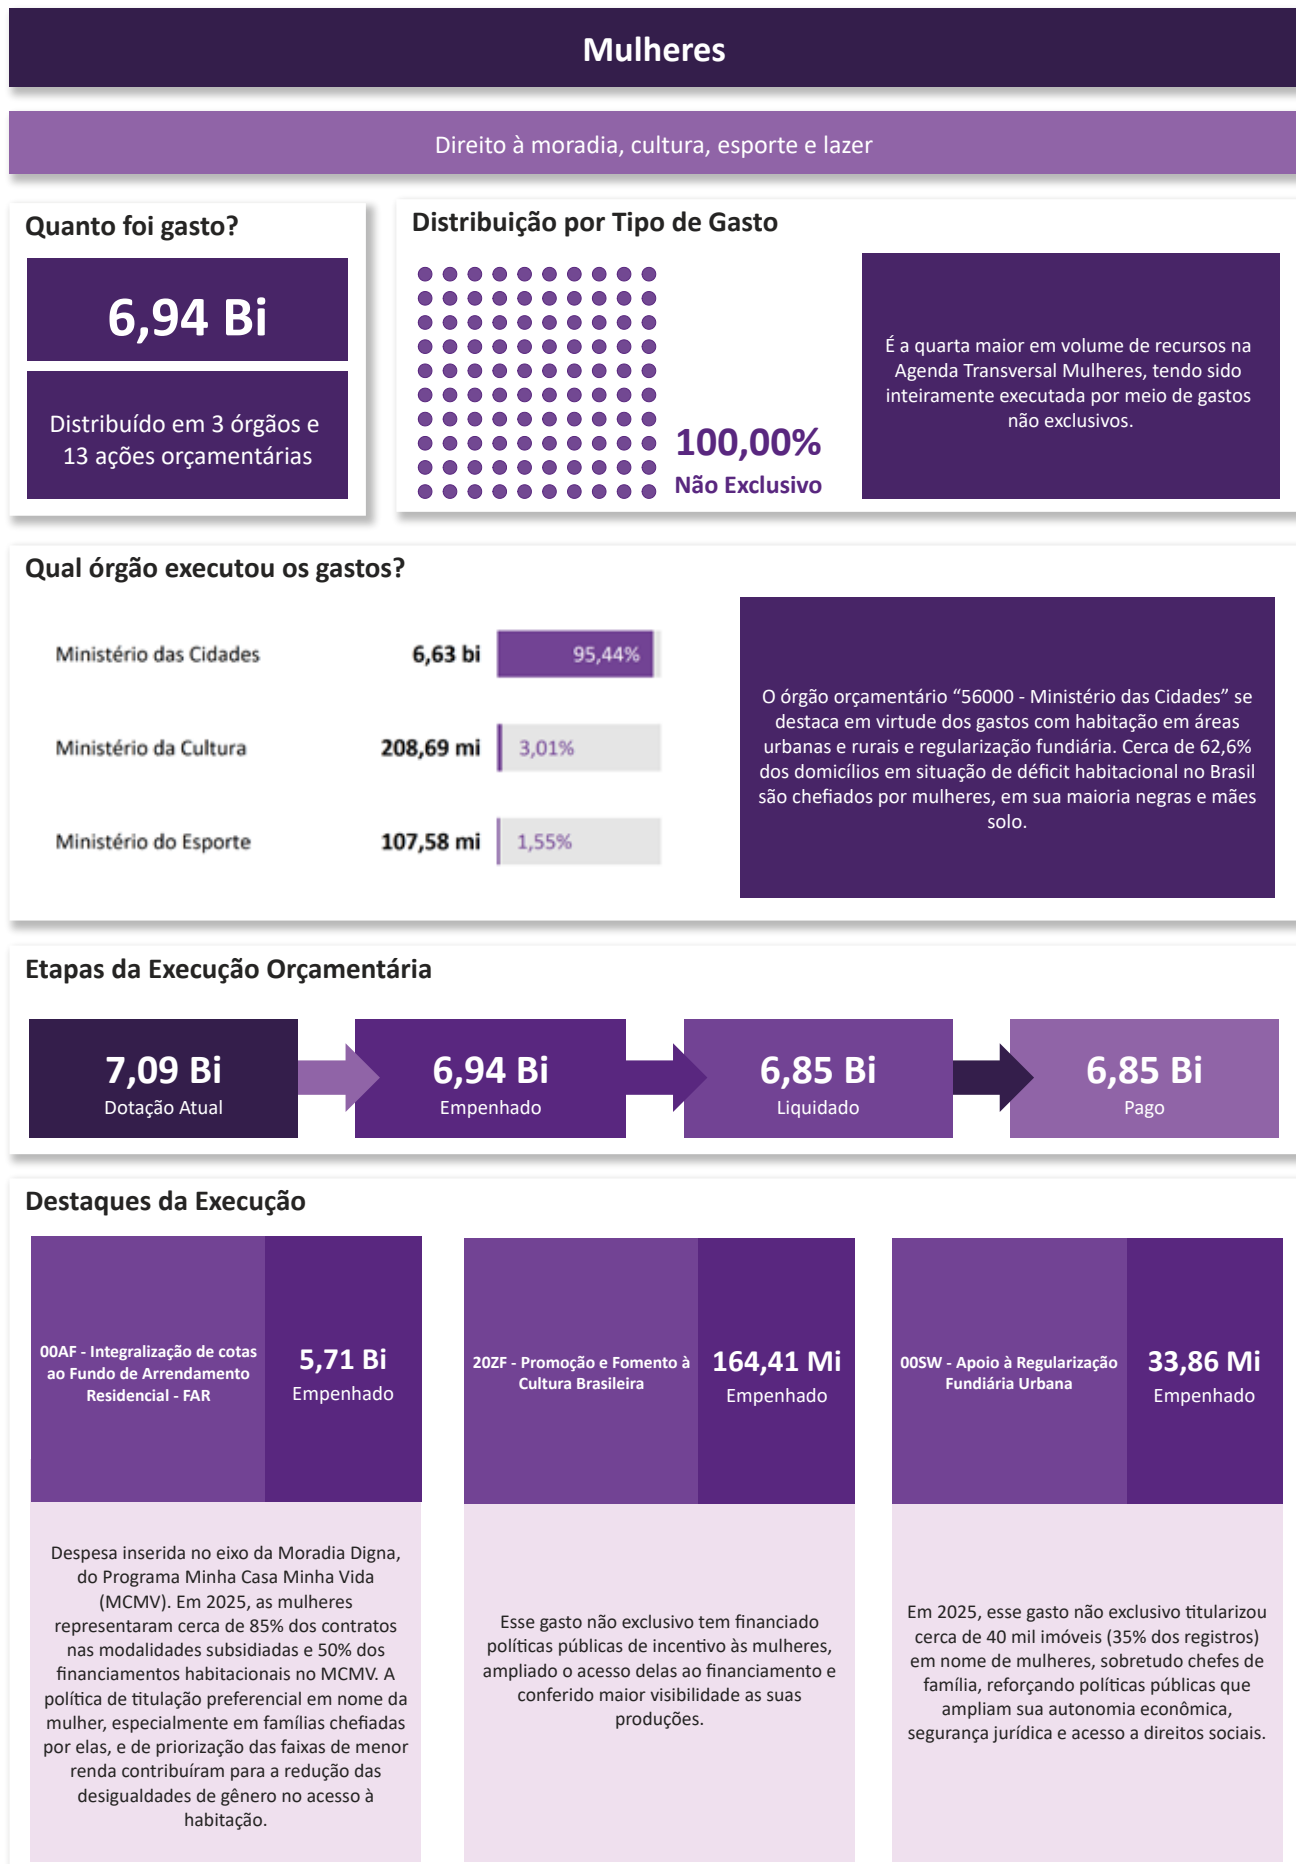 Mulheres
Direito à moradia, cultura, esporte e lazer
Quanto foi gasto?
6,94 Bi
Distribuído em 3 órgãos e
13 ações orçamentárias
Distribuição por Tipo de Gasto
100,00%
Não Exclusivo
É a quarta maior em volume de recursos na
Agenda Transversal Mulheres, tendo sido
inteiramente executada por meio de gastos
não exclusivos.
Qual órgão executou os gastos?
Ministério das Cidades 6,63 bi 95,44%
Ministério da Cultura 208,69 mi 3,01%
Ministério do Esporte 107,58 mi 1,55%
O órgão orçamentário “56000 - Ministério das Cidades” se
destaca em virtude dos gastos com habitação em áreas
urbanas e rurais e regularização fundiária. Cerca de 62,6%
dos domicílios em situação de déficit habitacional no Brasil
são chefiados por mulheres, em sua maioria negras e mães
solo.
Etapas da Execução Orçamentária
7,09 Bi
Dotação Atual
6,94 Bi
Empenhado
6,85 Bi
Liquidado
6,85 Bi
Pago
Destaques da Execução
00AF - Integralização de cotas
ao Fundo de Arrendamento
Residencial - FAR
5,71 Bi
Empenhado
Despesa inserida no eixo da Moradia Digna,
do Programa Minha Casa Minha Vida
(MCMV). Em 2025, as mulheres
representaram cerca de 85% dos contratos
nas modalidades subsidiadas e 50% dos
financiamentos habitacionais no MCMV. A
política de titulação preferencial em nome da
mulher, especialmente em famílias chefiadas
por elas, e de priorização das faixas de menor
renda contribuíram para a redução das
desigualdades de gênero no acesso à
habitação.
20ZF - Promoção e Fomento à
Cultura Brasileira
164,41 Mi
Empenhado
Esse gasto não exclusivo tem financiado
políticas públicas de incentivo às mulheres,
ampliado o acesso delas ao financiamento e
conferido maior visibilidade as suas
produções.
00SW - Apoio à Regularização
Fundiária Urbana
33,86 Mi
Empenhado
Em 2025, esse gasto não exclusivo titularizou
cerca de 40 mil imóveis (35% dos registros)
em nome de mulheres, sobretudo chefes de
família, reforçando políticas públicas que
ampliam sua autonomia econômica,
segurança jurídica e acesso a direitos sociais.